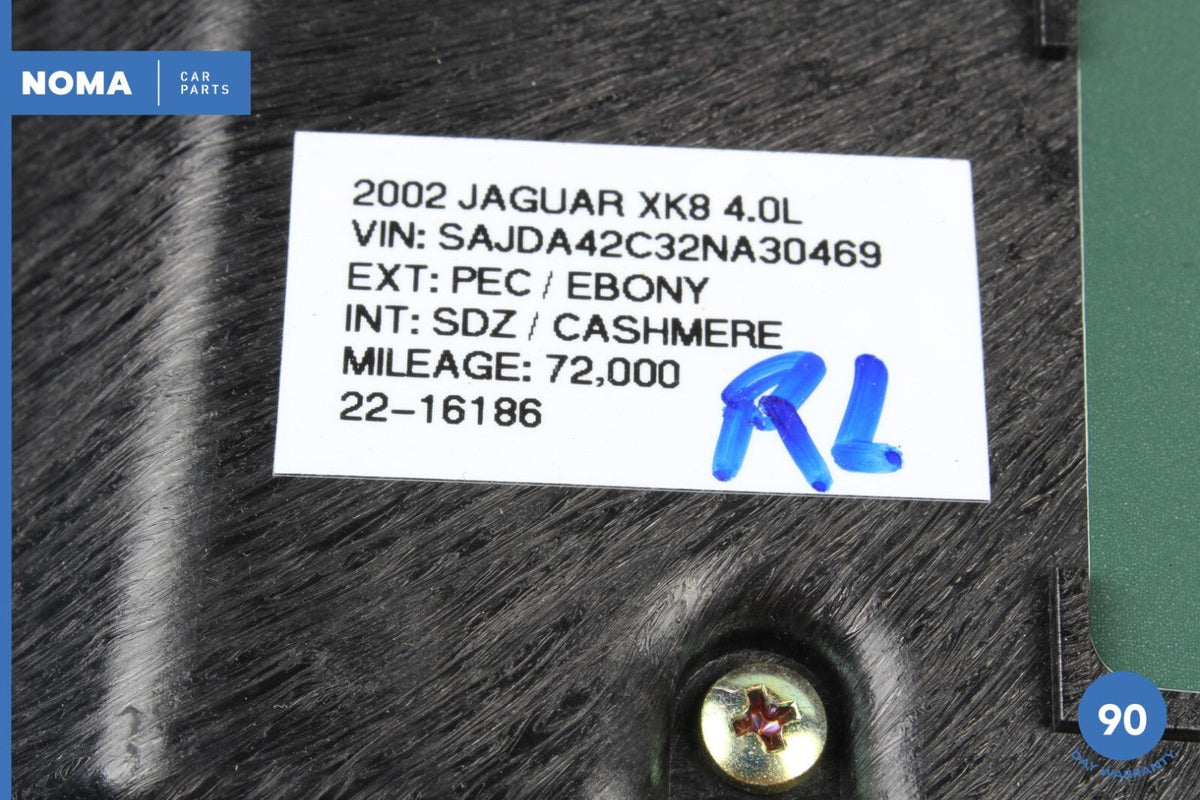 NOMA
CAR
PARTS
2002 JAGUAR XK8 4.0L
VIN: SAJDA42C32NA30469
EXT: PEC / EBONY
INT: SDZ / CASHMERE
MILEAGE: 72,000
22-16186
RL
90
DAY WARRANTY